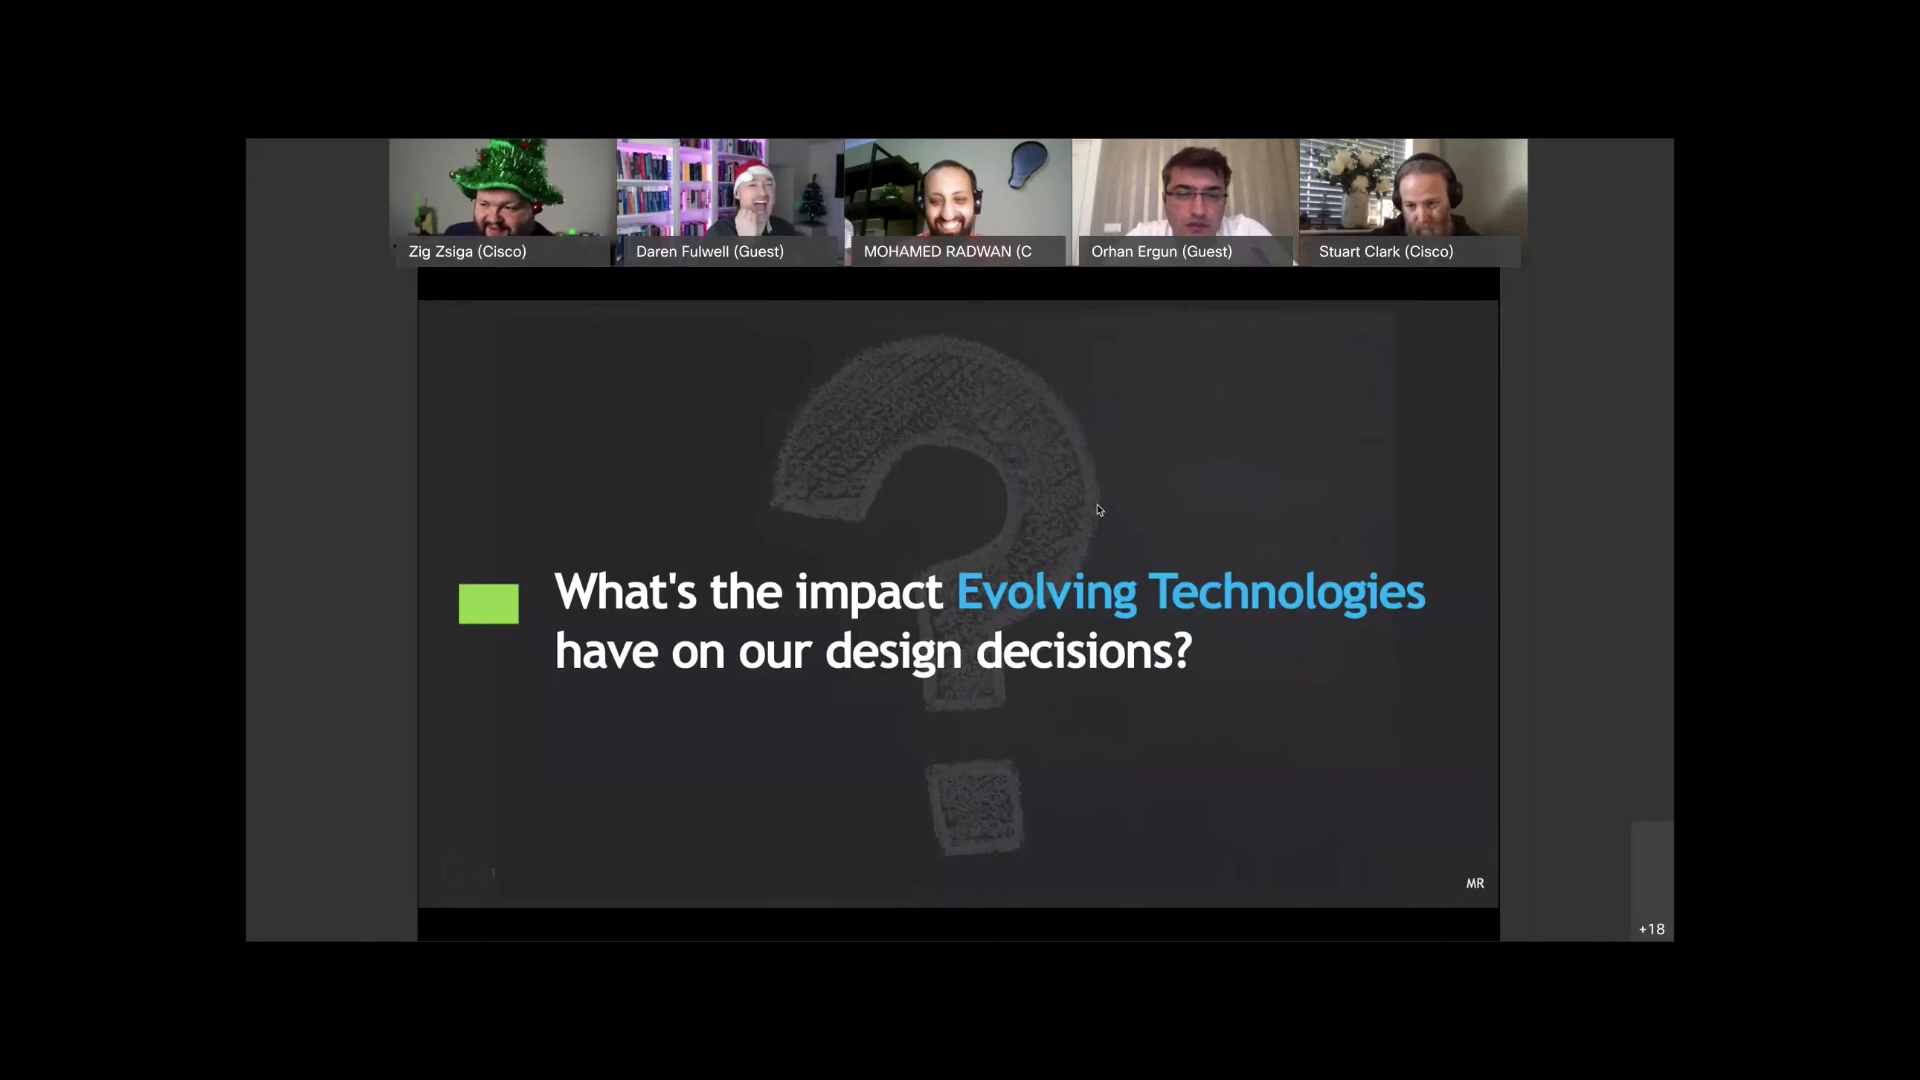 Zig Zsiga (Cisco)
Daren Fulwell (Guest)
MOHAMED RADWAN (C
Orhan Ergun (Guest)
Stuart Clark (Cisco)
What's the impact Evolving Technologies
have on our design decisions?
MR
+18